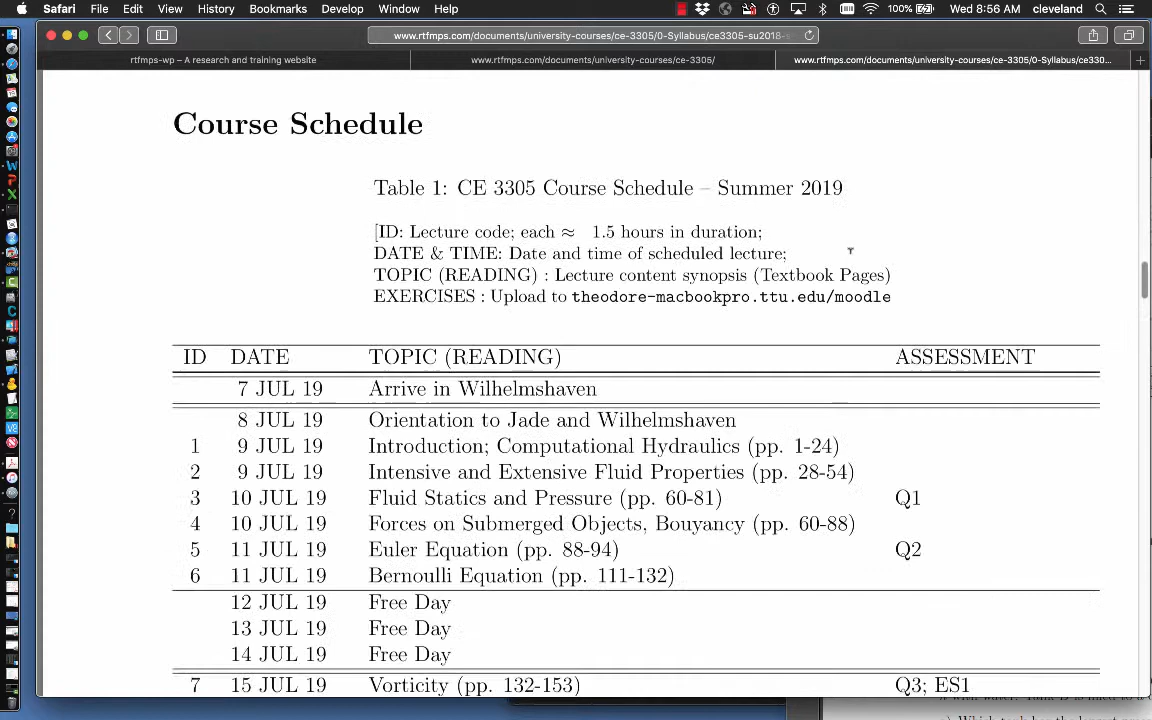 Safari File Edit View History Bookmarks Develop Window Help 100% Wed 8:56 AM cleveland
www.rtfmps.com/documents/university-courses/ce-3305/0-Syllabus/ce3305-su2018-s
rtfmps-wp – A research and training website www.rtfmps.com/documents/university-courses/ce-3305/ www.rtfmps.com/documents/university-courses/ce-3305/0-Syllabus/ce330...
Course Schedule
Table 1: CE 3305 Course Schedule – Summer 2019
[ID: Lecture code; each ≈ 1.5 hours in duration;
DATE & TIME: Date and time of scheduled lecture;
TOPIC (READING) : Lecture content synopsis (Textbook Pages)
EXERCISES : Upload to theodore-macbookpro.ttu.edu/moodle
ID DATE TOPIC (READING) ASSESSMENT
7 JUL 19 Arrive in Wilhelmshaven
8 JUL 19 Orientation to Jade and Wilhelmshaven
1 9 JUL 19 Introduction; Computational Hydraulics (pp. 1-24)
2 9 JUL 19 Intensive and Extensive Fluid Properties (pp. 28-54)
3 10 JUL 19 Fluid Statics and Pressure (pp. 60-81) Q1
4 10 JUL 19 Forces on Submerged Objects, Bouyancy (pp. 60-88)
5 11 JUL 19 Euler Equation (pp. 88-94) Q2
6 11 JUL 19 Bernoulli Equation (pp. 111-132)
12 JUL 19 Free Day
13 JUL 19 Free Day
14 JUL 19 Free Day
7 15 JUL 19 Vorticity (pp. 132-153) Q3; ES1